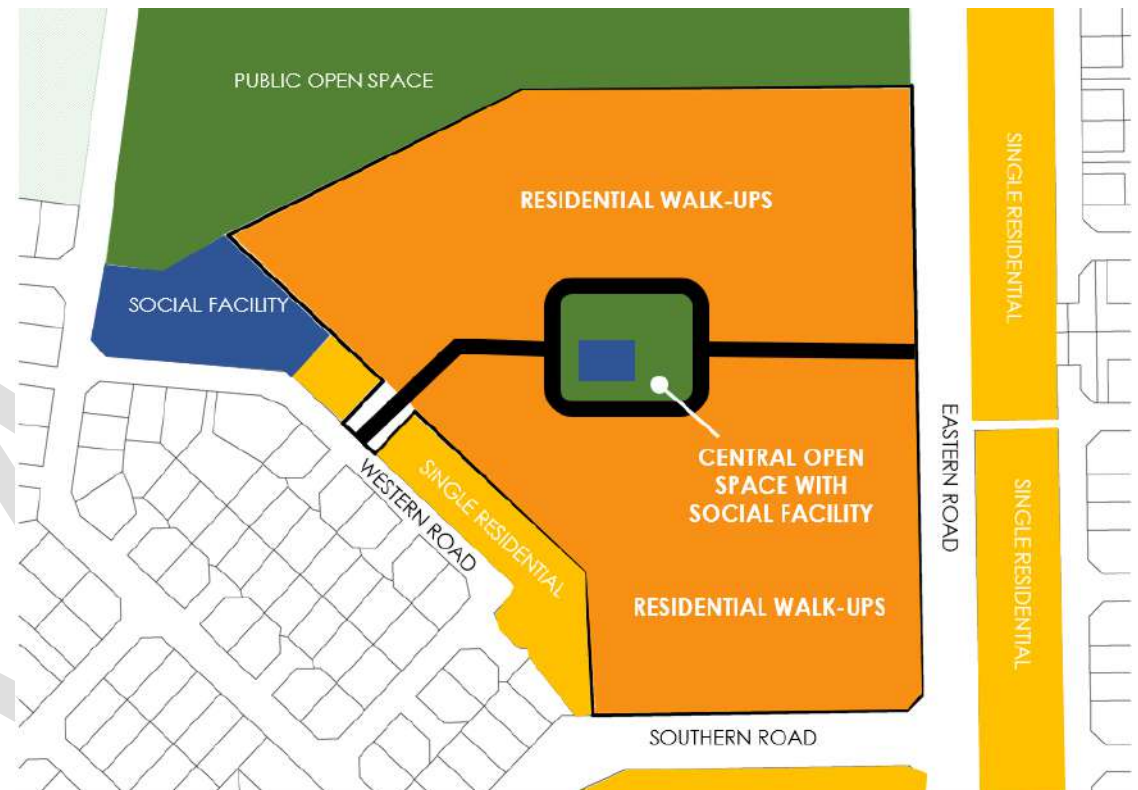 PUBLIC OPEN SPACE
RESIDENTIAL WALK-UPS
SINGLE RESIDENTIAL
SOCIAL FACILITY
CENTRAL OPEN
SPACE WITH
SOCIAL FACILITY
EASTERN ROAD
WESTERN ROAD
SINGLE RESIDENTIAL
SINGLE RESIDENTIAL
RESIDENTIAL WALK-UPS
SOUTHERN ROAD